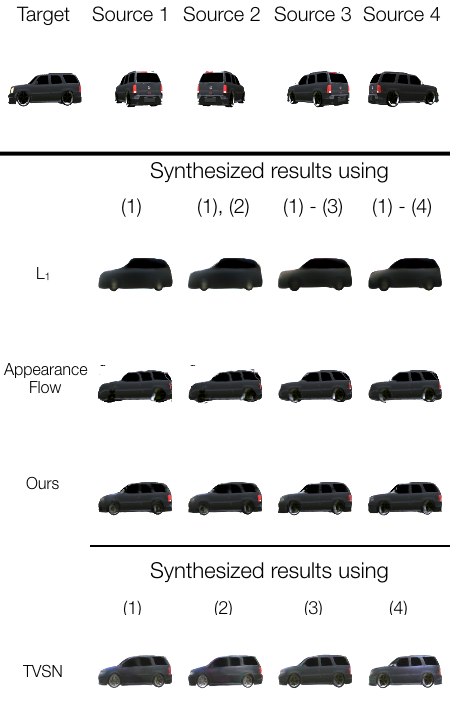 Target Source 1 Source 2 Source 3 Source 4
Synthesized results using
(1) (1), (2) (1) - (3) (1) - (4)
L₁
Appearance
Flow
Ours
Synthesized results using
(1) (2) (3) (4)
TVSN